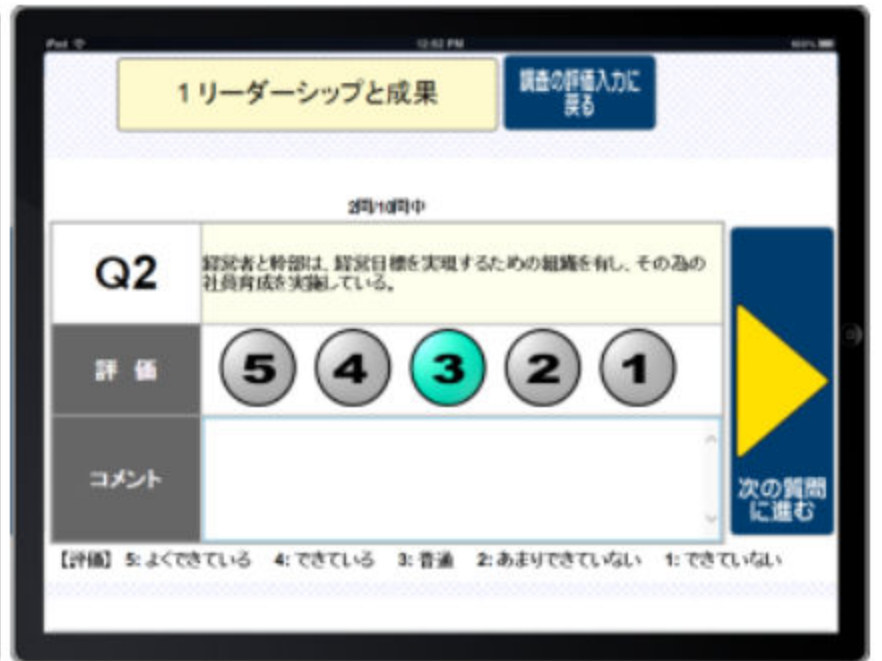 iPad
12:52 PM
100%
1 リーダーシップと成果
調査の評価入力に
戻る
2問/10問中
Q2
経営者と幹部は、経営目標を実現するための組織を有し、その為の
社員育成を実施している。
評 価
5 4 3 2 1
コメント
次の質問
に進む
【評価】 5: よくできている 4: できている 3: 普通 2: あまりできていない 1: できていない